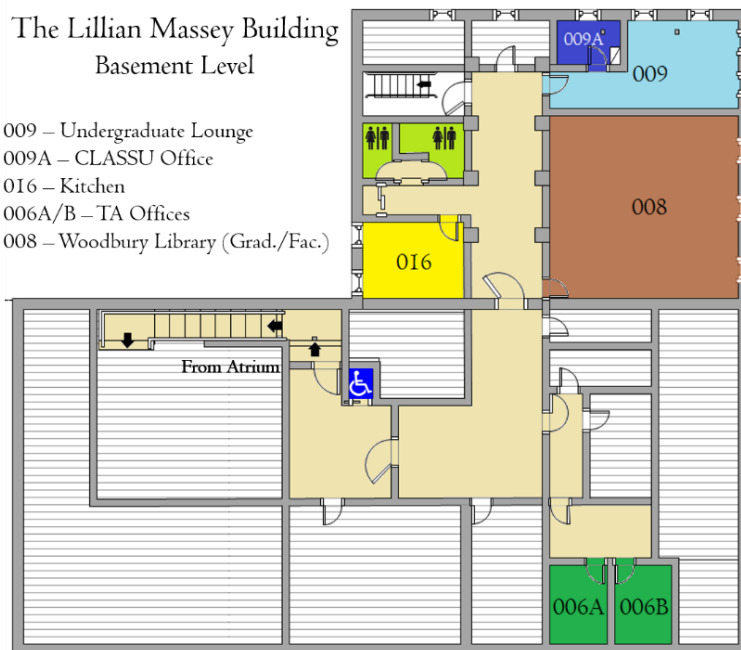 The Lillian Massey Building
Basement Level
009 – Undergraduate Lounge
009A – CLASSU Office
016 – Kitchen
006A/B – TA Offices
008 – Woodbury Library (Grad./Fac.)
009A
009
008
016
From Atrium
006A
006B